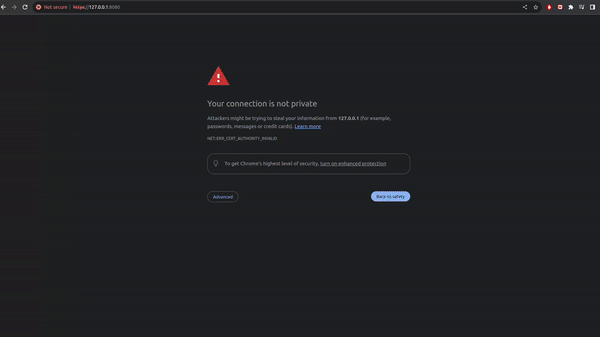 Not secure | https://127.0.0.1:8080
Your connection is not private
Attackers might be trying to steal your information from 127.0.0.1 (for example,
passwords, messages or credit cards). Learn more
NET::ERR_CERT_AUTHORITY_INVALID
To get Chrome's highest level of security, turn on enhanced protection
Advanced
Back to safety